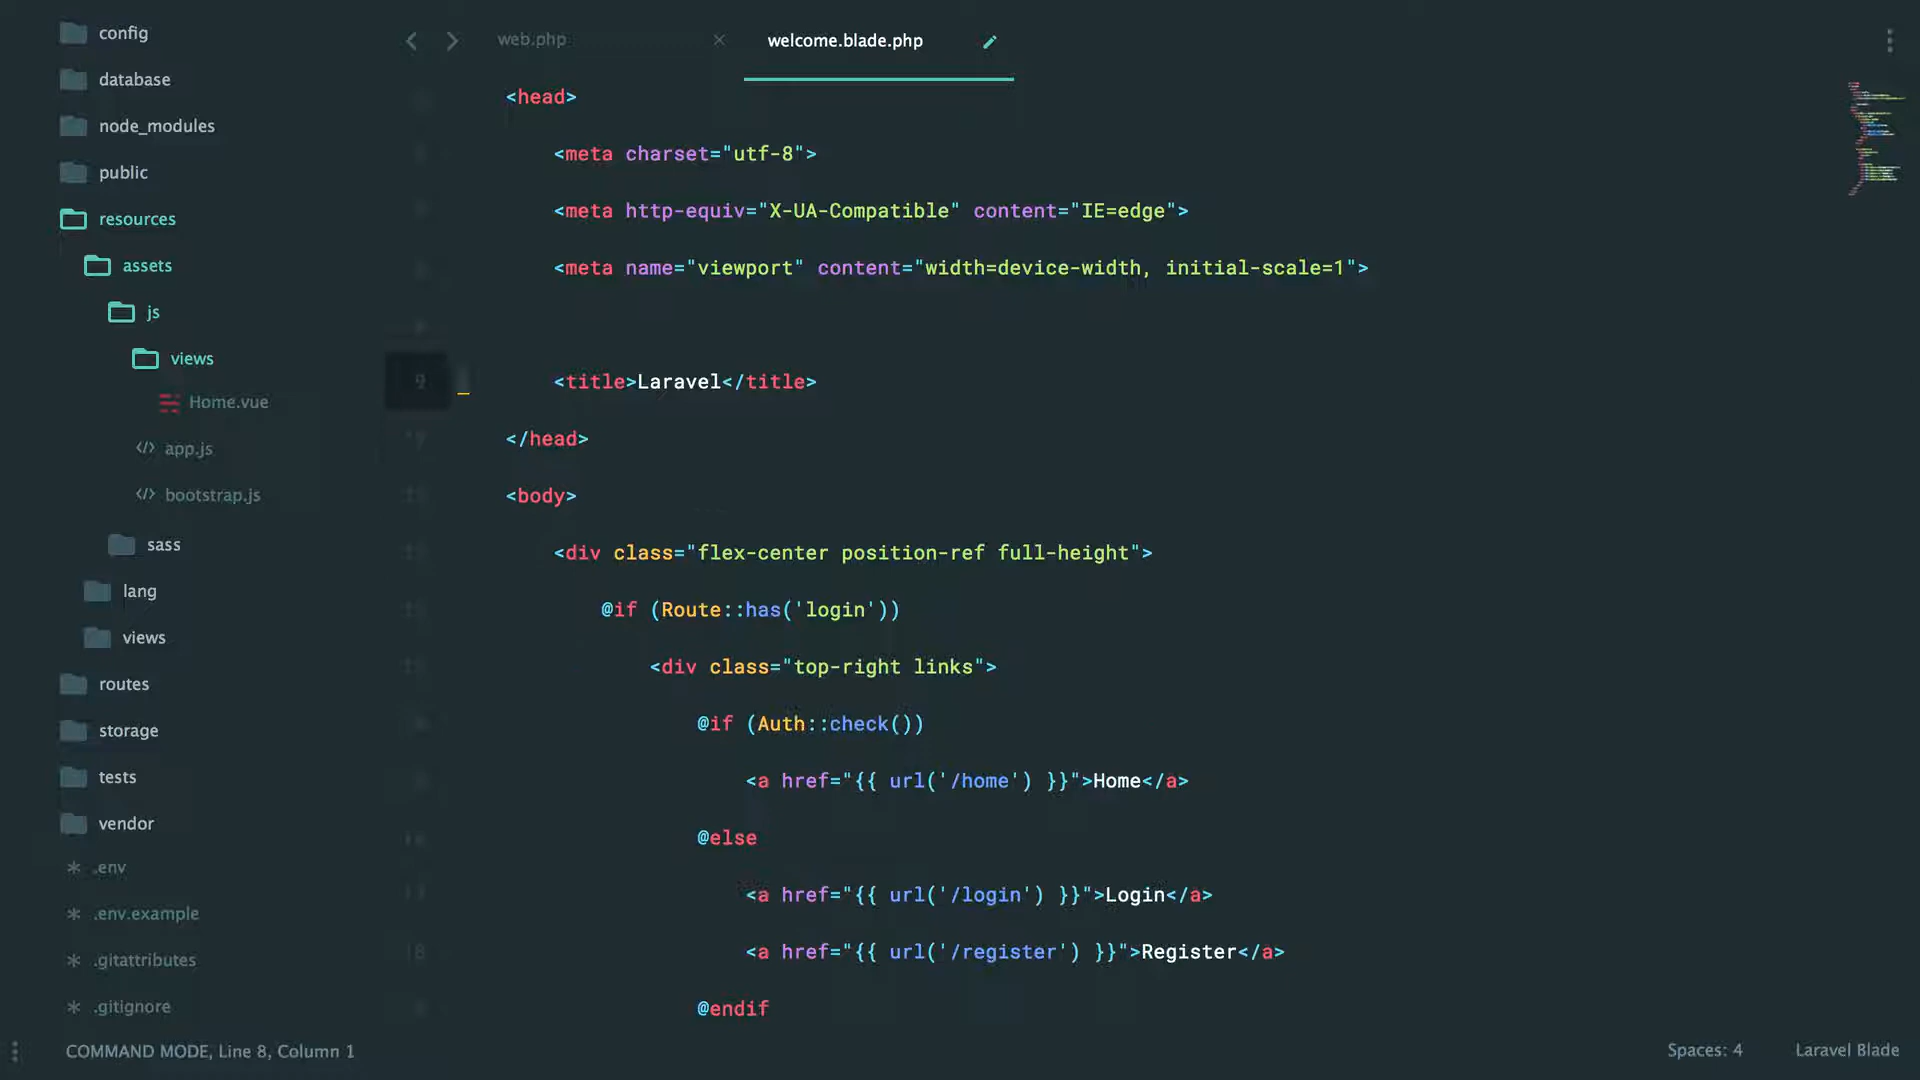 config
database
node_modules
public
resources
assets
js
views
Home.vue
</> app.js
</> bootstrap.js
sass
lang
views
routes
storage
tests
vendor
* .env
* .env.example
* .gitattributes
* .gitignore
web.php ×
welcome.blade.php
<head>
<meta charset="utf-8">
<meta http-equiv="X-UA-Compatible" content="IE=edge">
<meta name="viewport" content="width=device-width, initial-scale=1">
9 <title>Laravel</title>
</head>
<body>
<div class="flex-center position-ref full-height">
@if (Route::has('login'))
<div class="top-right links">
@if (Auth::check())
<a href="{{ url('/home') }}">Home</a>
@else
<a href="{{ url('/login') }}">Login</a>
<a href="{{ url('/register') }}">Register</a>
@endif
COMMAND MODE, Line 8, Column 1
Spaces: 4
Laravel Blade